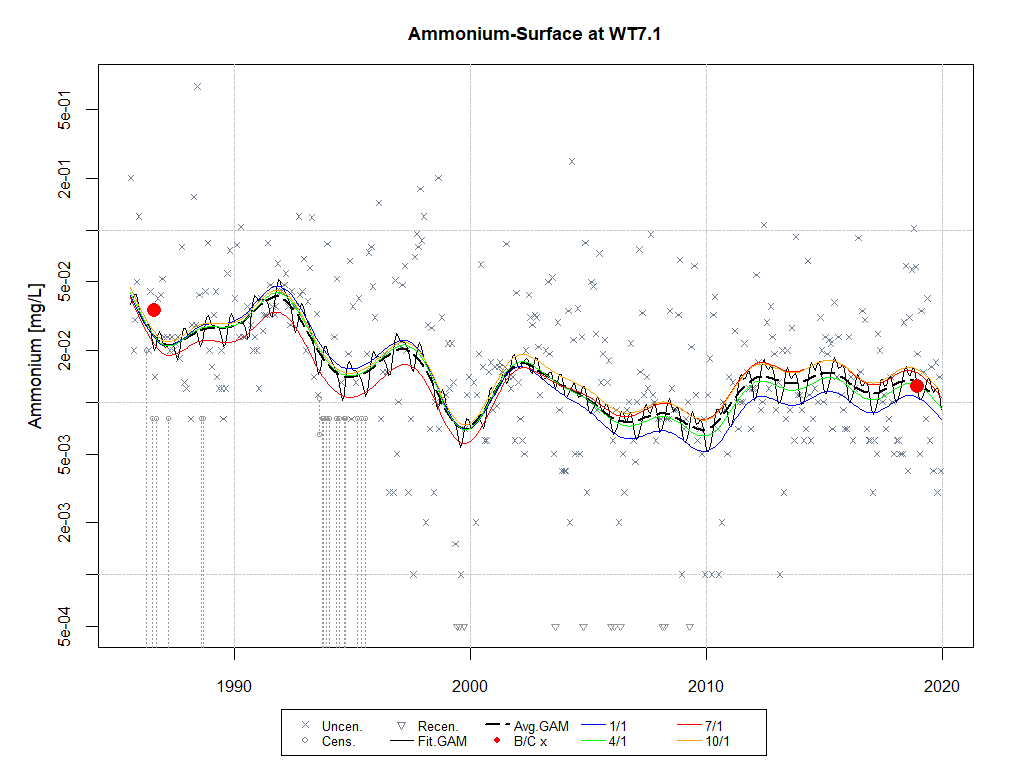 Ammonium-Surface at WT7.1
Ammonium [mg/L]
5e-01
2e-01
5e-02
2e-02
5e-03
2e-03
5e-04
1990 2000 2010 2020
Uncen. Recen. Avg.GAM 1/1 7/1
Cens. Fit.GAM B/C x 4/1 10/1